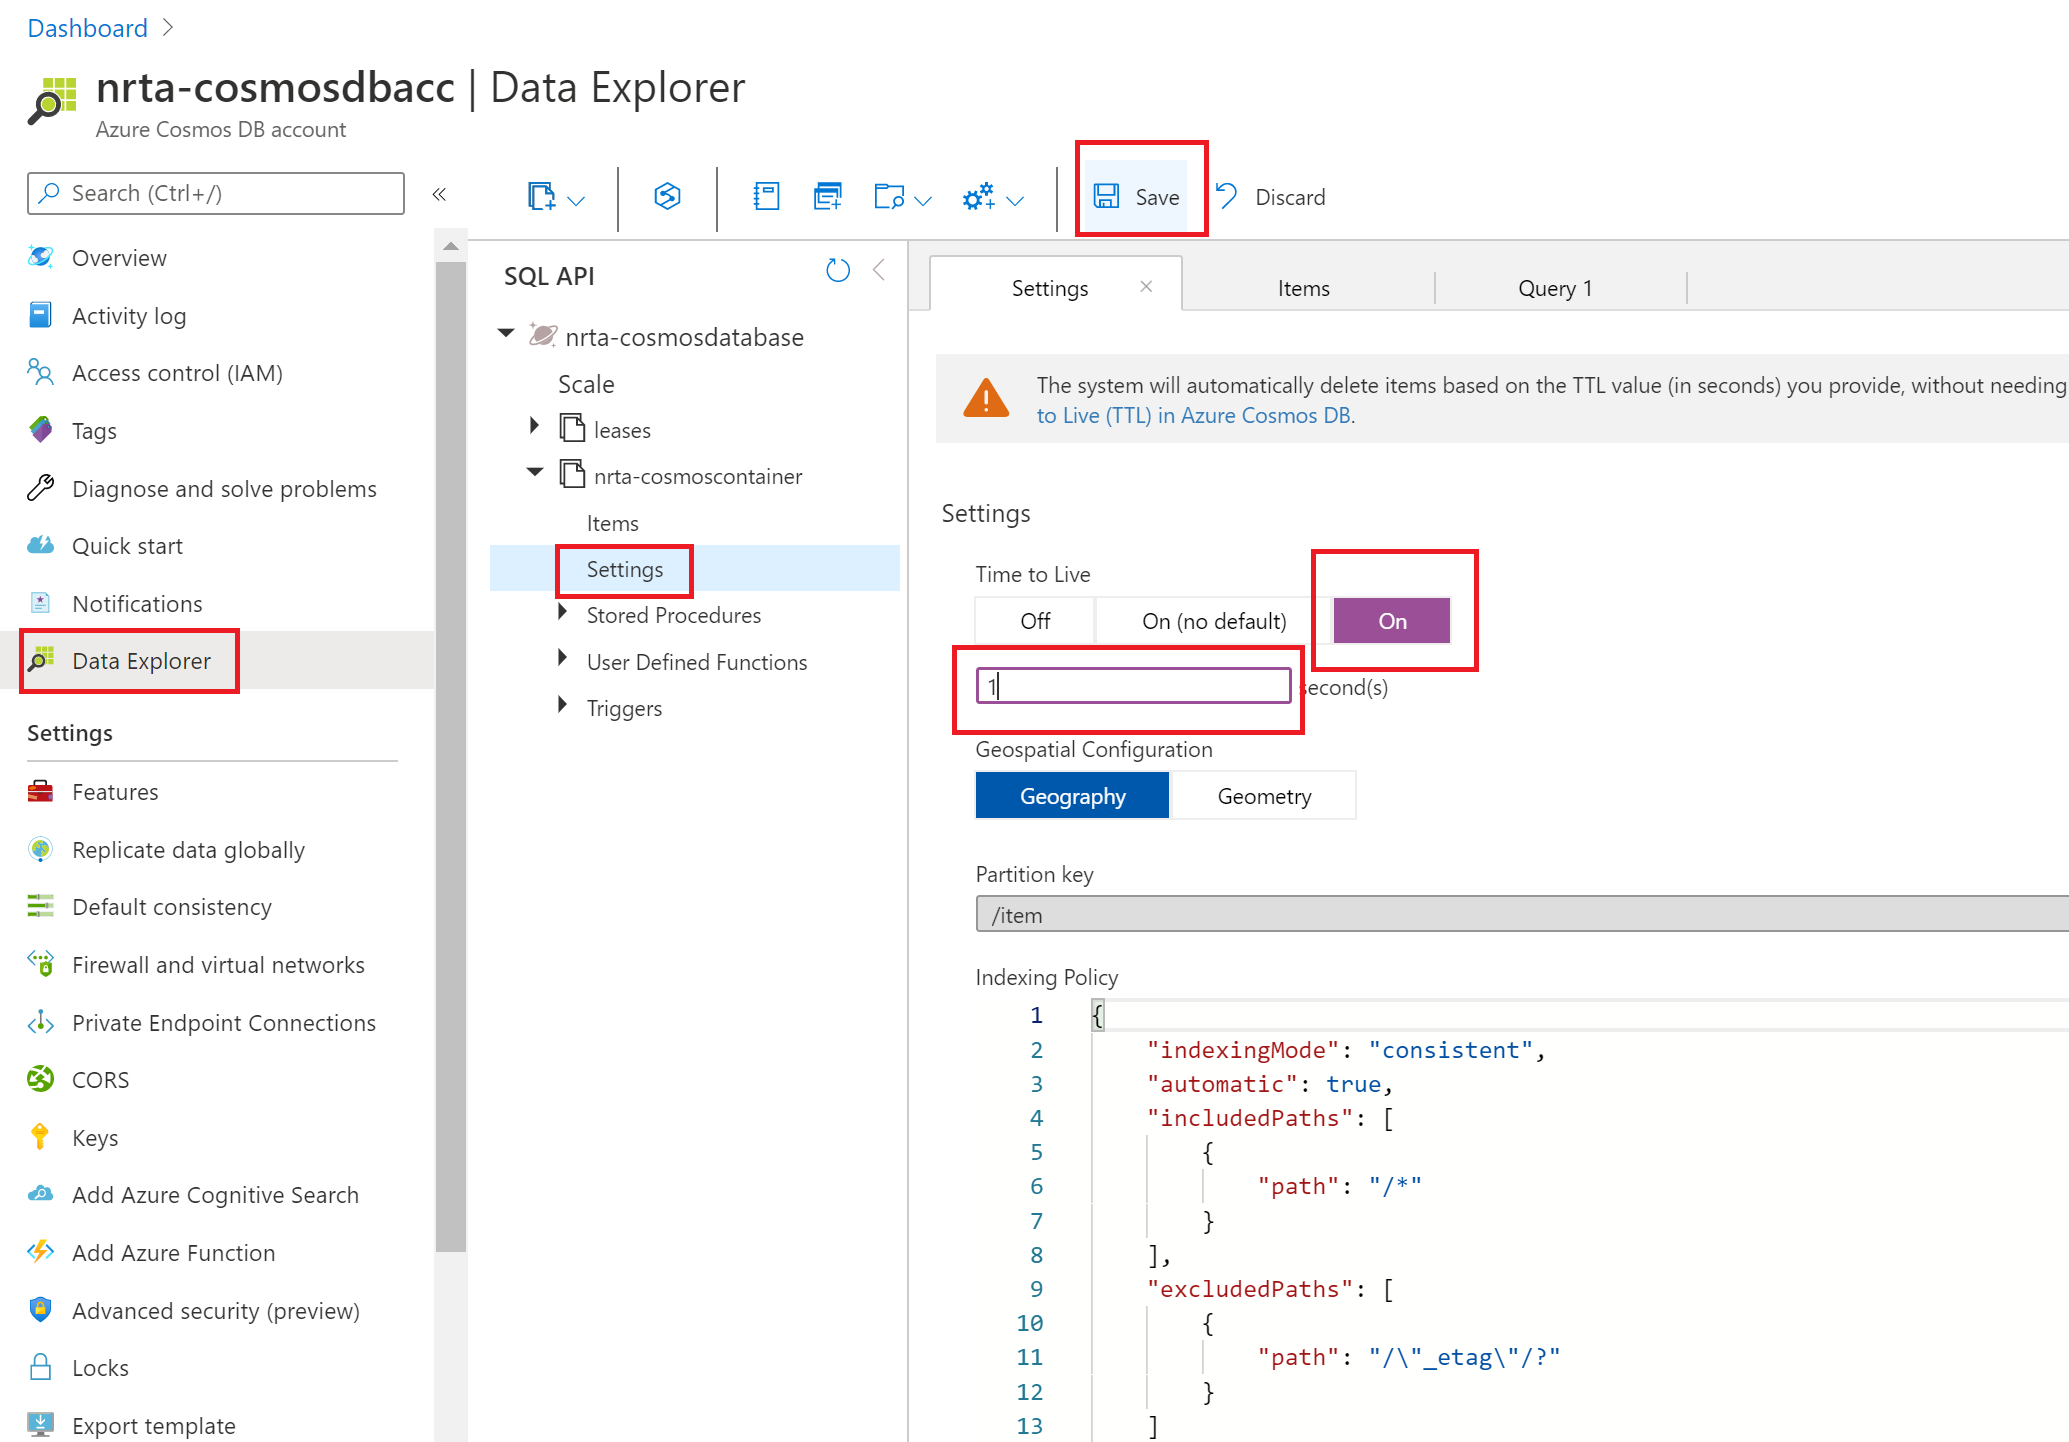 Dashboard
nrta-cosmosdbacc | Data Explorer
Azure Cosmos DB account
Search (Ctrl+/)
«
Save
Discard
Overview
Activity log
Access control (IAM)
Tags
Diagnose and solve problems
Quick start
Notifications
Data Explorer
Settings
Features
Replicate data globally
Default consistency
Firewall and virtual networks
Private Endpoint Connections
CORS
Keys
Add Azure Cognitive Search
Add Azure Function
Advanced security (preview)
Locks
Export template
SQL API
nrta-cosmosdatabase
Scale
leases
nrta-cosmoscontainer
Items
Settings
Stored Procedures
User Defined Functions
Triggers
Settings
Items
Query 1
The system will automatically delete items based on the TTL value (in seconds) you provide, without needing
to Live (TTL) in Azure Cosmos DB.
Settings
Time to Live
Off
On (no default)
On
1
second(s)
Geospatial Configuration
Geography
Geometry
Partition key
/item
Indexing Policy
1 {
2 "indexingMode": "consistent",
3 "automatic": true,
4 "includedPaths": [
5 {
6 "path": "/*"
7 }
8 ],
9 "excludedPaths": [
10 {
11 "path": "/\"_etag\"/?"
12 }
13 ]